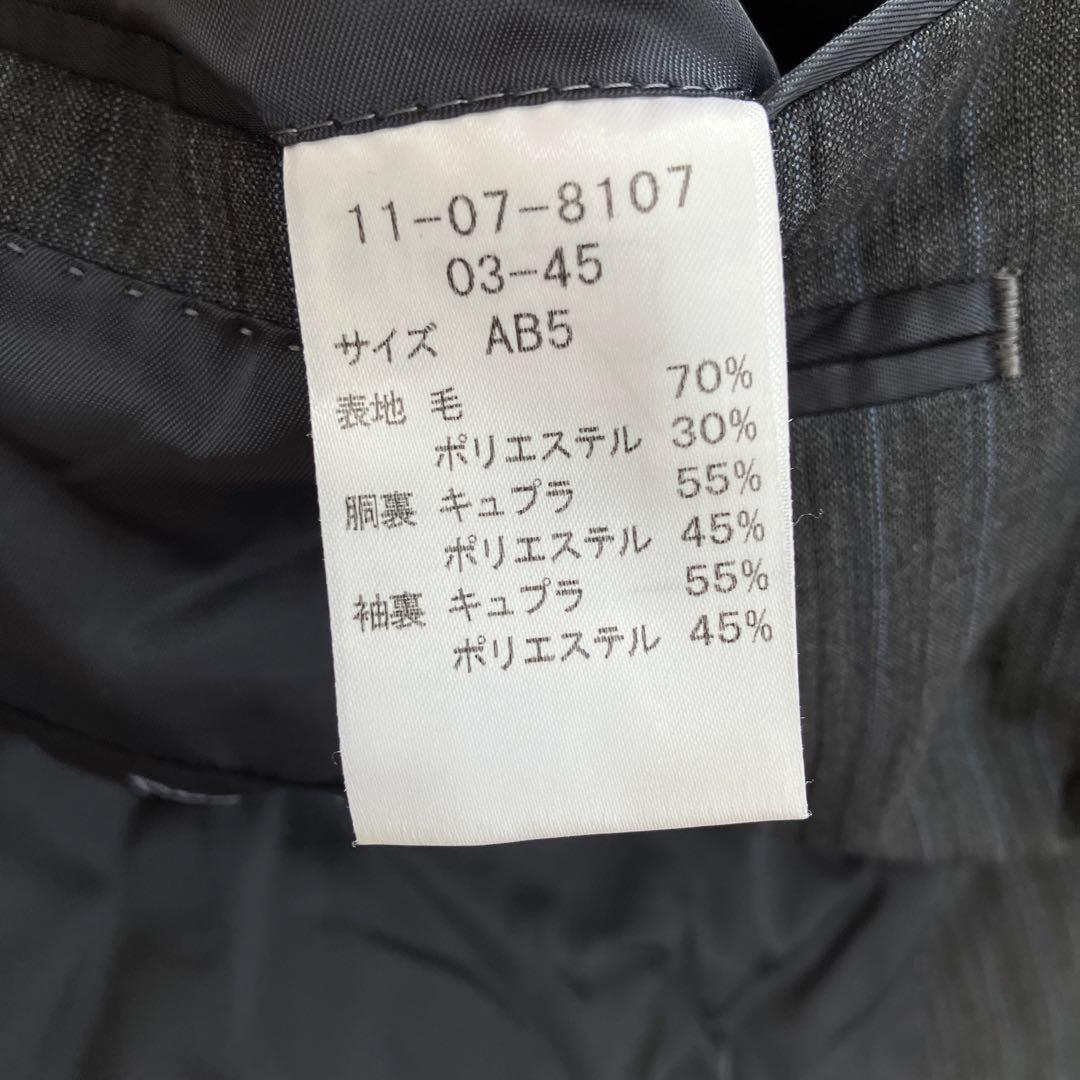 11-07-8107
03-45
サイズ AB5
表地 毛 70%
ポリエステル 30%
胴裏 キュプラ 55%
ポリエステル 45%
袖裏 キュプラ 55%
ポリエステル 45%